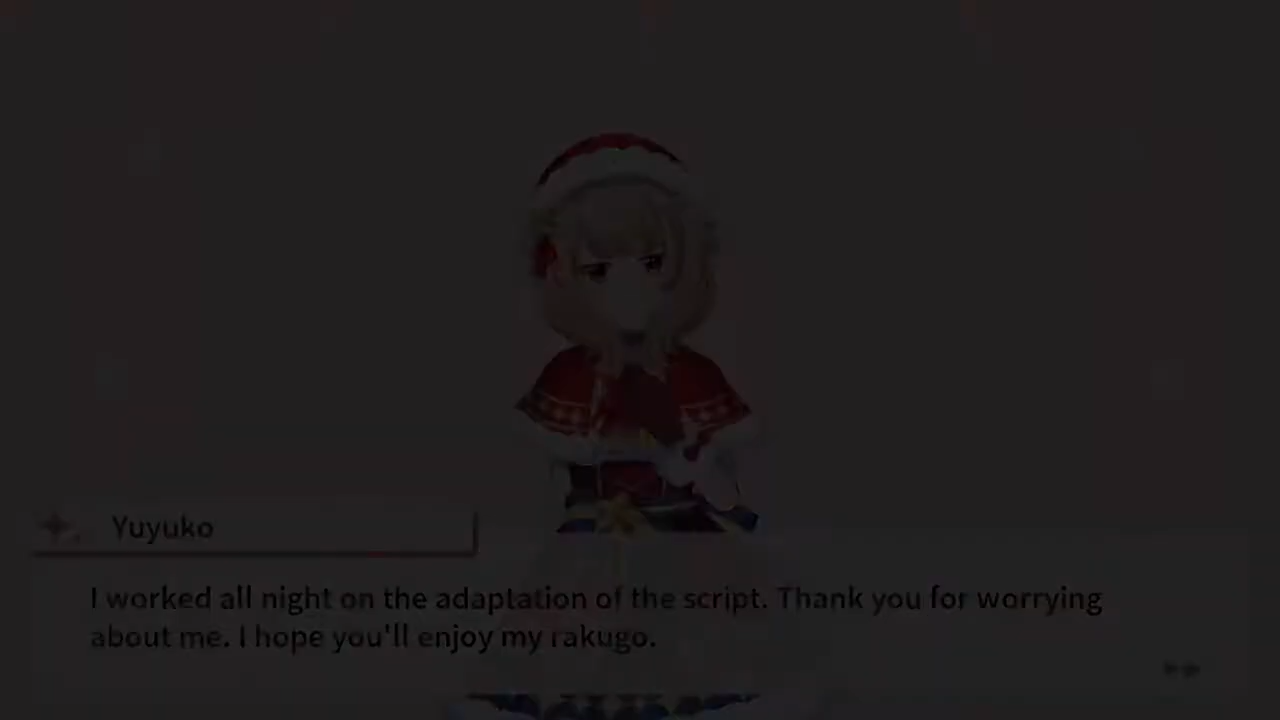 Yuyuko
I worked all night on the adaptation of the script. Thank you for worrying
about me. I hope you'll enjoy my rakugo.